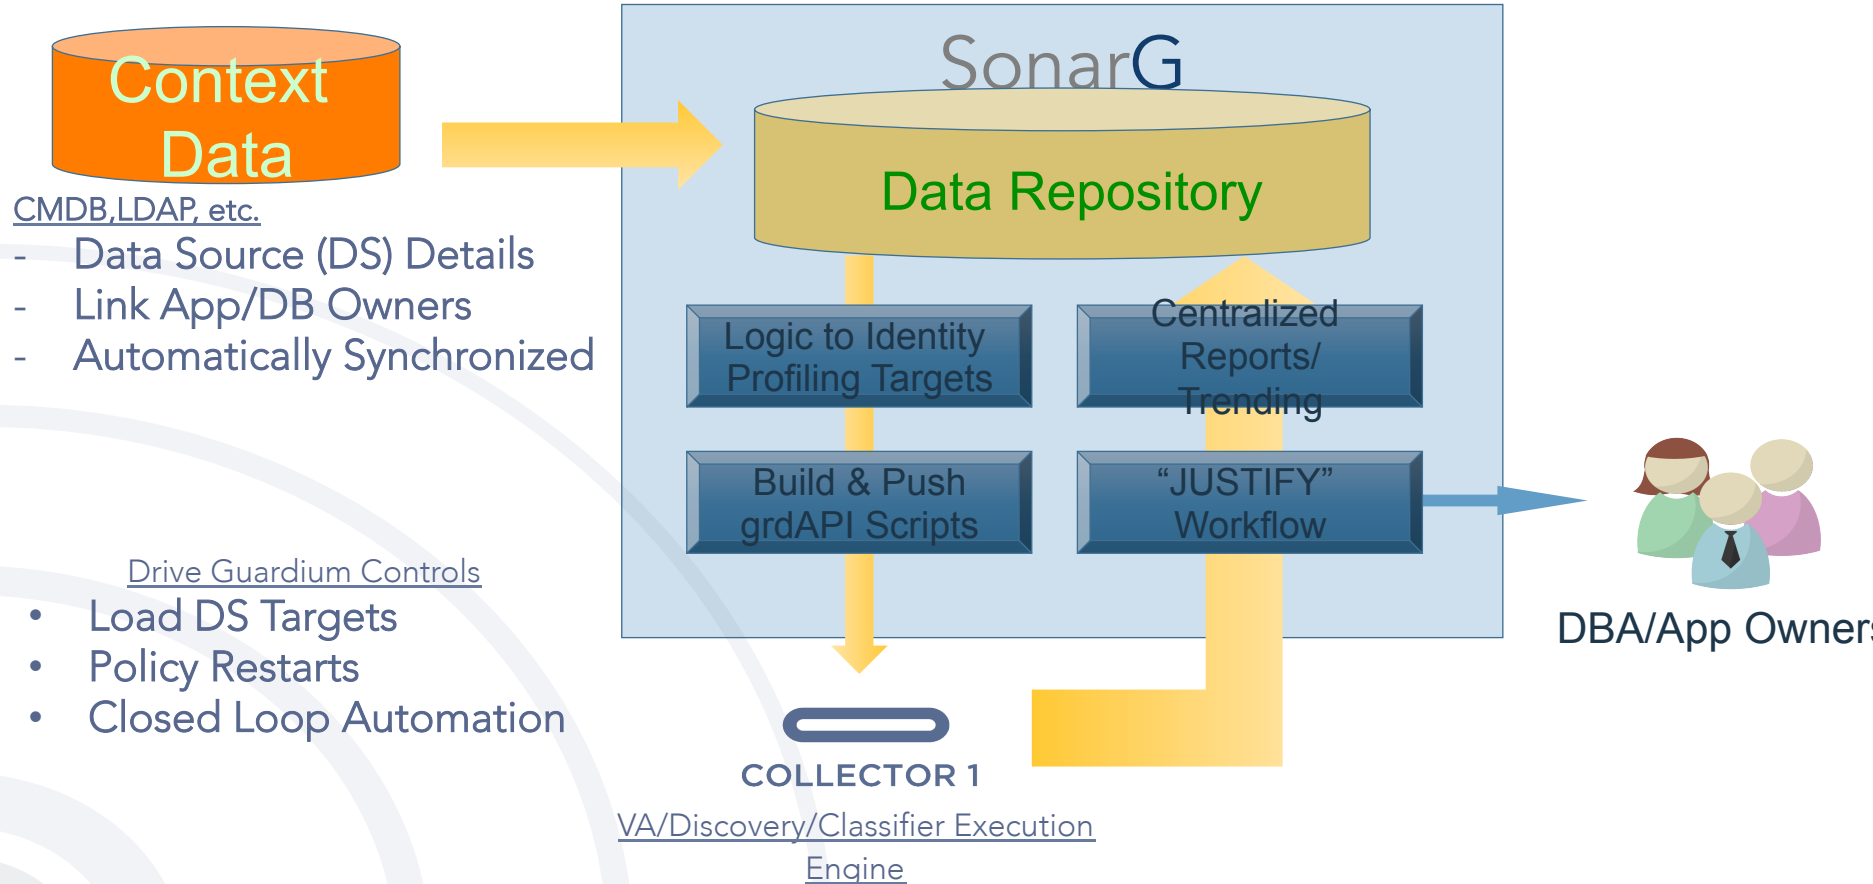 Context
Data
CMDB,LDAP, etc.
- Data Source (DS) Details
- Link App/DB Owners
- Automatically Synchronized
Drive Guardium Controls
• Load DS Targets
• Policy Restarts
• Closed Loop Automation
SonarG
Data Repository
Logic to Identity
Profiling Targets
Build & Push
grdAPI Scripts
Centralized
Reports/
Trending
“JUSTIFY”
Workflow
DBA/App Owners
COLLECTOR 1
VA/Discovery/Classifier Execution
Engine